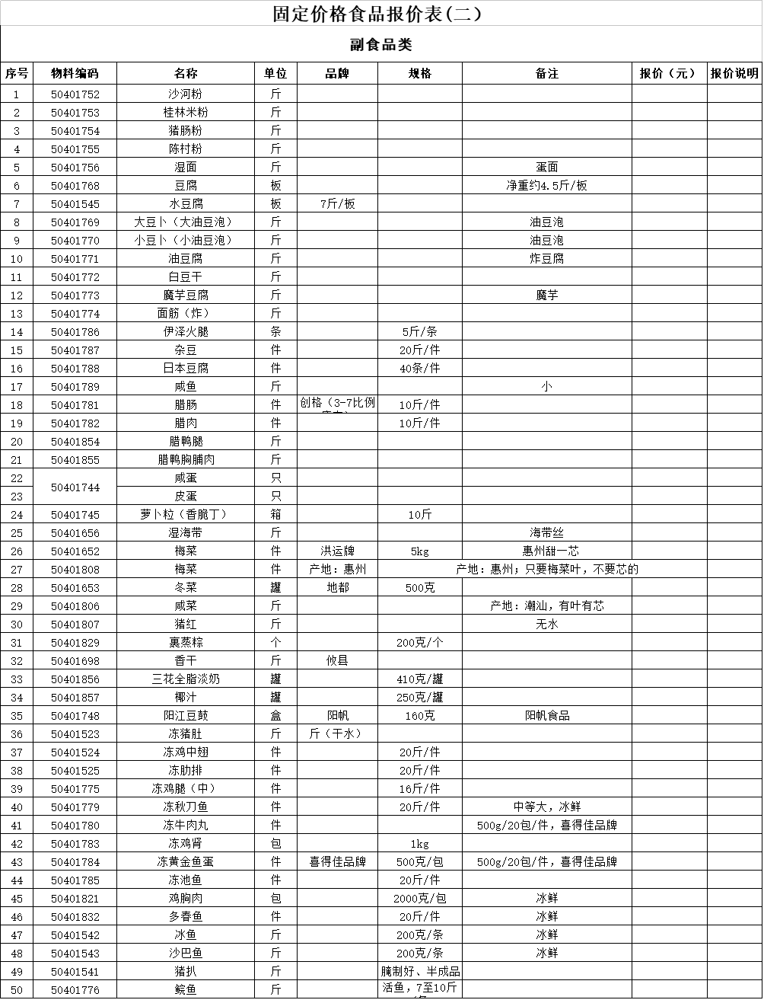 固定价格食品报价表(二）
副食品类
序号 物料编码 名称 单位 品牌 规格 备注 报价（元） 报价说明
1 50401752 沙河粉 斤
2 50401753 桂林米粉 斤
3 50401754 猪肠粉 斤
4 50401755 陈村粉 斤
5 50401756 湿面 斤 蛋面
6 50401768 豆腐 板 净重约4.5斤/板
7 50401545 水豆腐 板 7斤/板
8 50401769 大豆卜（大油豆泡） 斤 油豆泡
9 50401770 小豆卜（小油豆泡） 斤 油豆泡
10 50401771 油豆腐 斤 炸豆腐
11 50401772 白豆干 斤
12 50401773 魔芋豆腐 斤 魔芋
13 50401774 面筋（炸） 斤
14 50401786 伊泽火腿 条 5斤/条
15 50401787 杂豆 件 20斤/件
16 50401788 日本豆腐 件 40条/件
17 50401789 咸鱼 斤 小
18 50401781 腊肠 件 创格（3-7比例 10斤/件
19 50401782 腊肉 件 10斤/件
20 50401854 腊鸭腿 斤
21 50401855 腊鸭胸脯肉 斤
22 50401744 咸蛋 只
23 皮蛋 只
24 50401745 萝卜粒（香脆丁） 箱 10斤
25 50401656 湿海带 斤 海带丝
26 50401652 梅菜 件 洪运牌 5kg 惠州甜一芯
27 50401808 梅菜 件 产地：惠州 产地：惠州；只要梅菜叶，不要芯的
28 50401653 冬菜 罐 地都 500克
29 50401806 咸菜 斤 产地：潮汕，有叶有芯
30 50401807 猪红 斤 无水
31 50401829 裹蒸粽 个 200克/个
32 50401698 香干 斤 攸县
33 50401856 三花全脂淡奶 罐 410克/罐
34 50401857 椰汁 罐 250克/罐
35 50401748 阳江豆鼓 盒 阳帆 160克 阳帆食品
36 50401523 冻猪肚 斤 斤（干水）
37 50401524 冻鸡中翅 件 20斤/件
38 50401525 冻肋排 件 20斤/件
39 50401775 冻鸡腿（中） 件 16斤/件
40 50401779 冻秋刀鱼 件 20斤/件 中等大，冰鲜
41 50401780 冻牛肉丸 件 500g/20包/件，喜得佳品牌
42 50401783 冻鸡肾 包 1kg
43 50401784 冻黄金鱼蛋 件 喜得佳品牌 500克/包 500g/20包/件，喜得佳品牌
44 50401785 冻池鱼 件 20斤/件
45 50401821 鸡胸肉 包 2000克/包 冰鲜
46 50401832 多春鱼 件 20斤/件 冰鲜
47 50401542 冰鱼 斤 200克/条 冰鲜
48 50401543 沙巴鱼 斤 200克/条 冰鲜
49 50401541 猪扒 斤 腌制好、半成品
50 50401776 鲩鱼 斤 活鱼，7至10斤